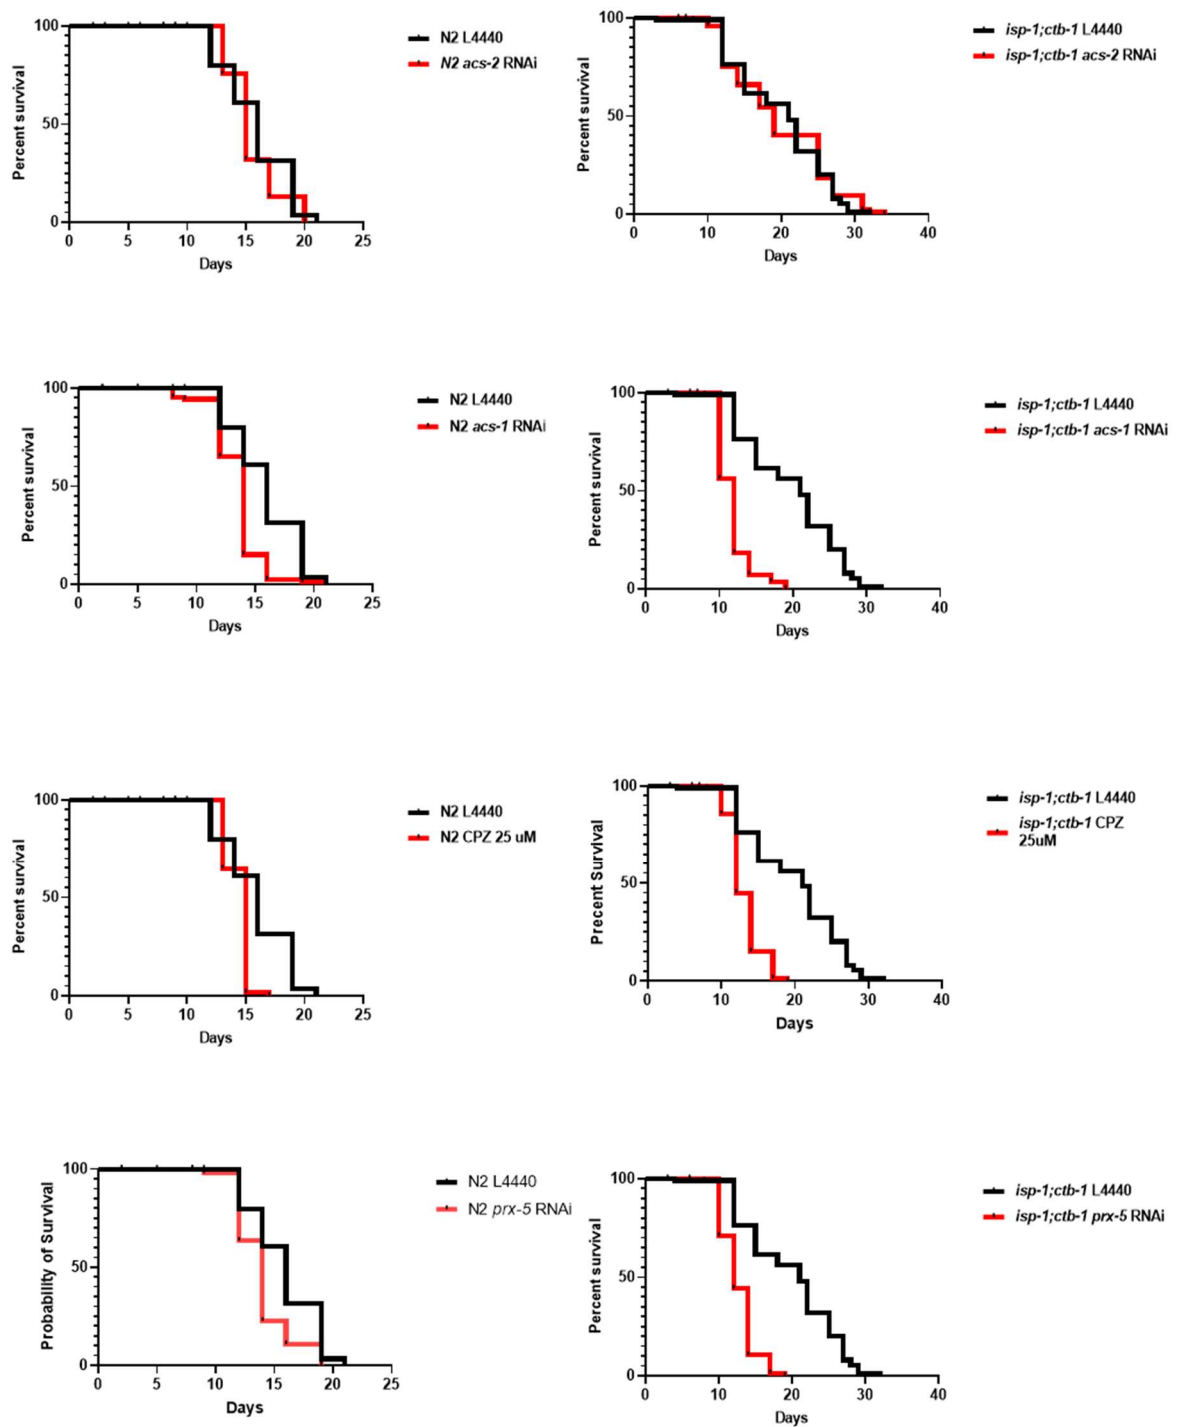 100
50
0
0 5 10 15 20 25
Percent survival
Days
N2 L4440
N2 acs-2 RNAi
100
50
0
0 10 20 30 40
Percent survival
Days
isp-1;ctb-1 L4440
isp-1;ctb-1 acs-2 RNAi
100
50
0
0 5 10 15 20 25
Percent survival
Days
N2 L4440
N2 acs-1 RNAi
100
50
0
0 10 20 30 40
Percent survival
Days
isp-1;ctb-1 L4440
isp-1;ctb-1 acs-1 RNAi
100
50
0
0 5 10 15 20 25
Percent survival
Days
N2 L4440
N2 CPZ 25 uM
100
50
0
0 10 20 30 40
Precent Survival
Days
isp-1;ctb-1 L4440
isp-1;ctb-1 CPZ
25uM
100
50
0
0 5 10 15 20 25
Probability of Survival
Days
N2 L4440
N2 prx-5 RNAi
100
50
0
0 10 20 30 40
Percent survival
Days
isp-1;ctb-1 L4440
isp-1;ctb-1 prx-5 RNAi